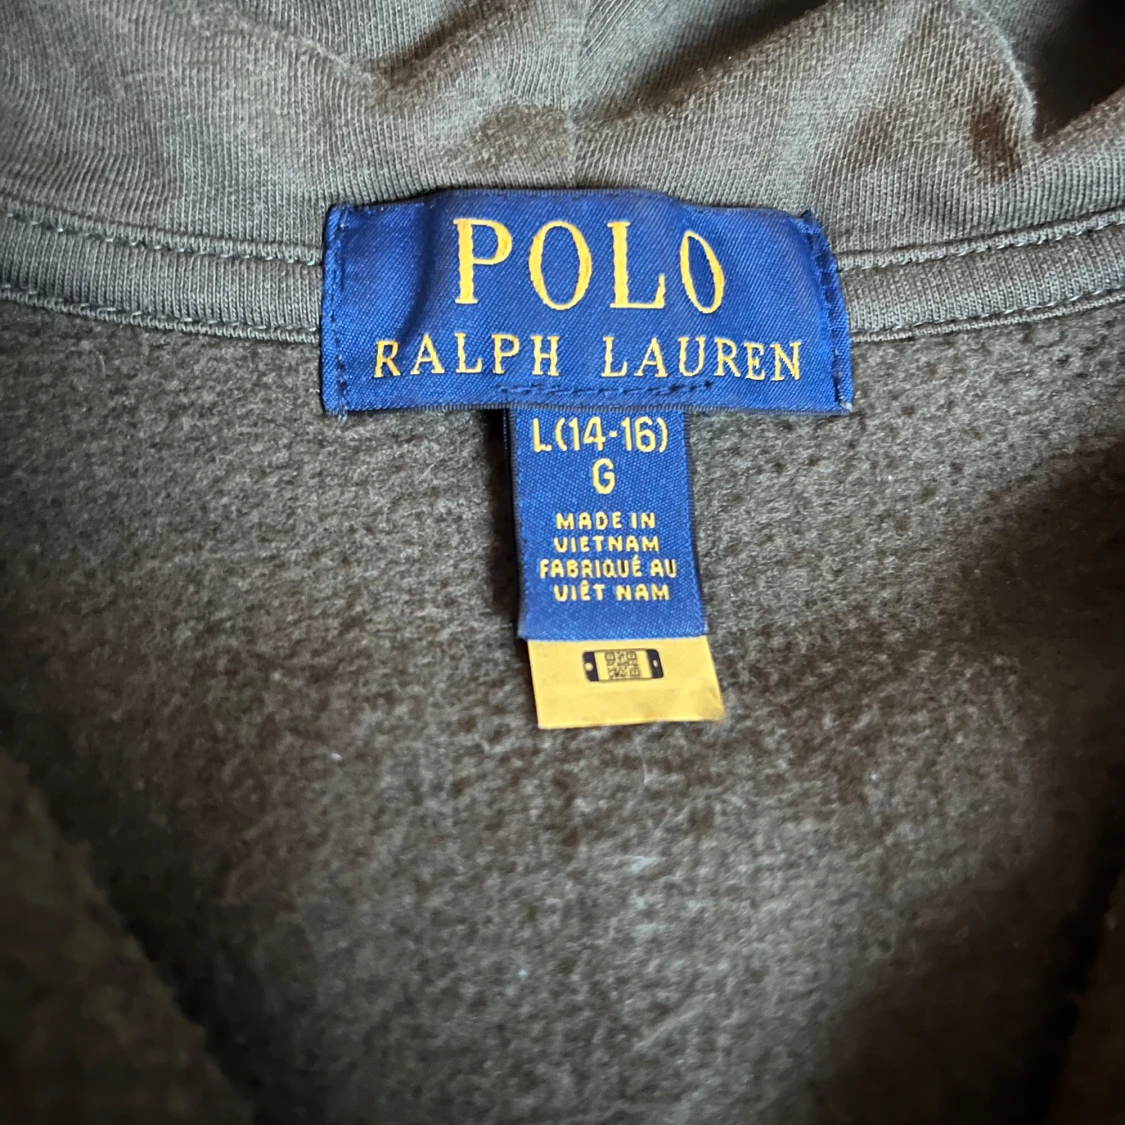 POLO
RALPH LAUREN
L(14-16)
G
MADE IN
VIETNAM
FABRIQUÉ AU
VIÊT NAM